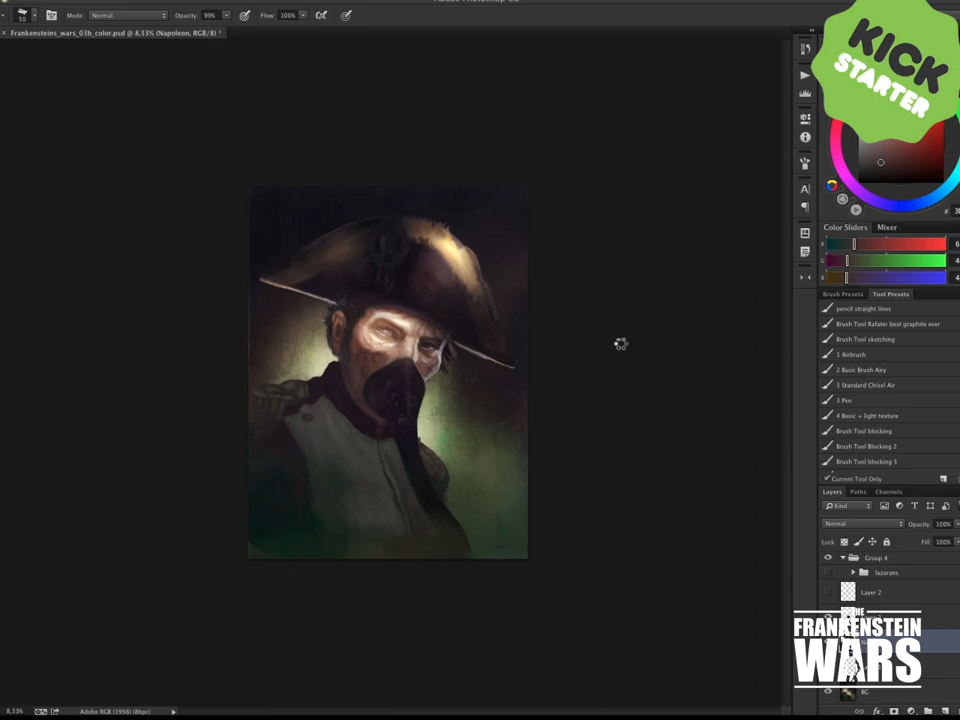 50
Mode:
Normal
Opacity:
99%
Flow:
100%
Frankensteins_wars_03b_color.psd @ 8,33% (Napoleon, RGB/8) *
KICK
STARTER
#
Color Sliders
Mixer
Brush Presets
Tool Presets
pencil straight lines
Brush Tool Rafater best graphite ever
Brush Tool sketching
1 Airbrush
2 Basic Brush Airy
3 Standard Chisel Air
3 Pen
4 Basic + light texture
Brush Tool blocking
Brush Tool Blocking 2
Brush Tool blocking 3
Current Tool Only
Layers
Paths
Channels
Kind
Normal
Opacity:
100%
Lock:
Fill:
100%
Group 4
lazarans
Layer 2
THE
FRANKENSTEIN
WARS
BG
8,33%
Adobe RGB (1998) (8bpc)